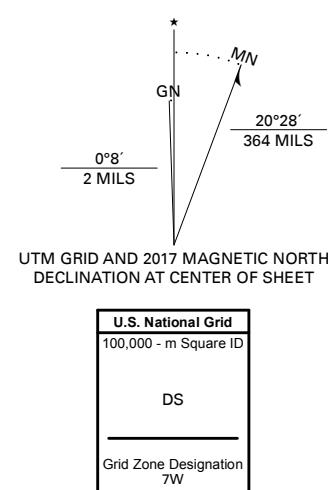 ★
MN
GN
20°28´
364 MILS
0°8´
2 MILS
UTM GRID AND 2017 MAGNETIC NORTH
DECLINATION AT CENTER OF SHEET
U.S. National Grid
100,000 - m Square ID
DS
Grid Zone Designation
7W